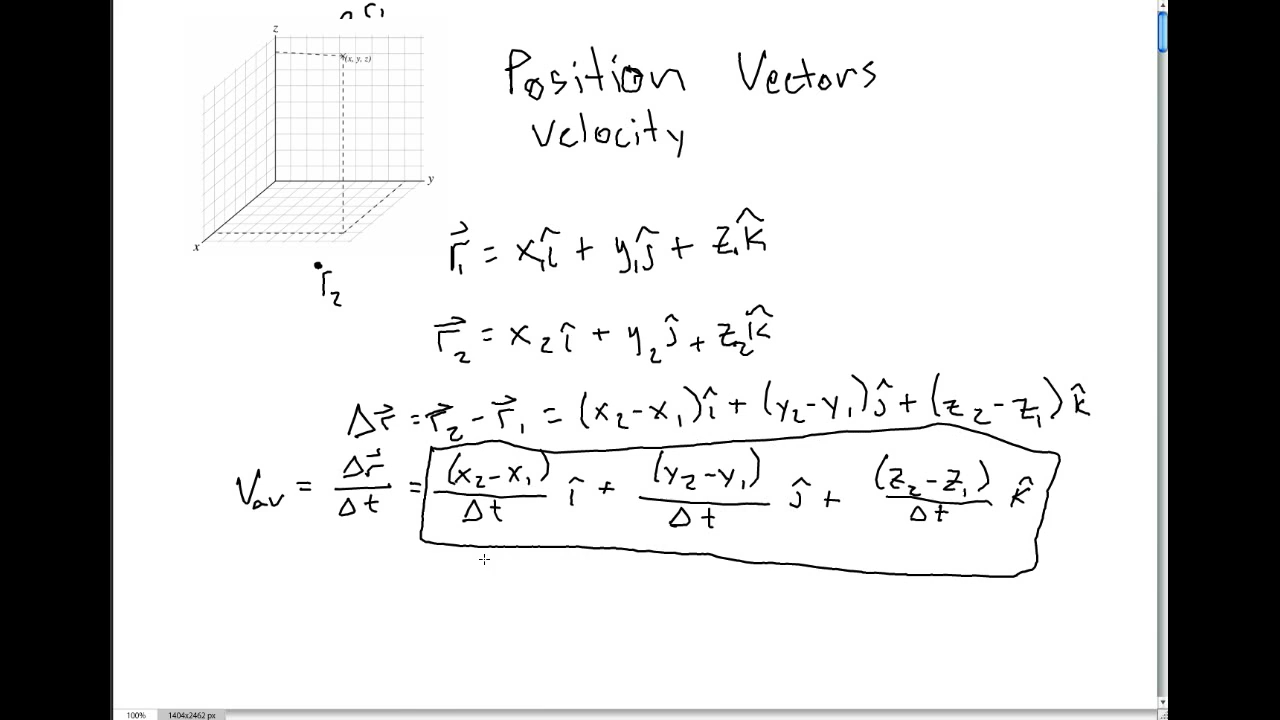 r₁
z
(x, y, z)
y
x
r₂
Position Vectors
Velocity
r⃗₁ = x₁î + y₁ĵ + z₁k̂
r⃗₂ = x₂î + y₂ĵ + z₂k̂
Δr⃗ = r⃗₂ - r⃗₁ = (x₂-x₁)î + (y₂-y₁)ĵ + (z₂-z₁)k̂
Vav = Δr⃗/Δt = (x₂-x₁)/Δt î + (y₂-y₁)/Δt ĵ + (z₂-z₁)/Δt k̂
100% 1404x2462 px